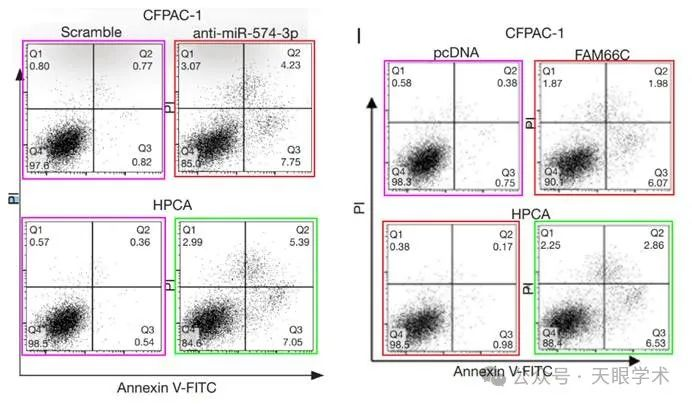 CFPAC-1
Scramble
anti-miR-574-3p
Q1
0.80
Q2
0.77
Q4
97.6
Q3
0.82
PI
Q1
3.07
Q2
4.23
Q4
85.0
Q3
7.75
PI
HPCA
Q1
0.57
Q2
0.36
Q4
98.5
Q3
0.54
PI
Q1
2.99
Q2
5.39
Q4
84.6
Q3
7.05
Annexin V-FITC
I
CFPAC-1
pcDNA
FAM66C
Q1
0.58
Q2
0.38
Q4
98.3
Q3
0.75
PI
Q1
1.87
Q2
1.98
Q4
90.1
Q3
6.07
PI
HPCA
Q1
0.38
Q2
0.17
Q4
98.5
Q3
0.98
PI
Q1
2.25
Q2
2.86
Q4
88.4
Q3
6.53
Annexin V-FITC
公众号 · 天眼学术